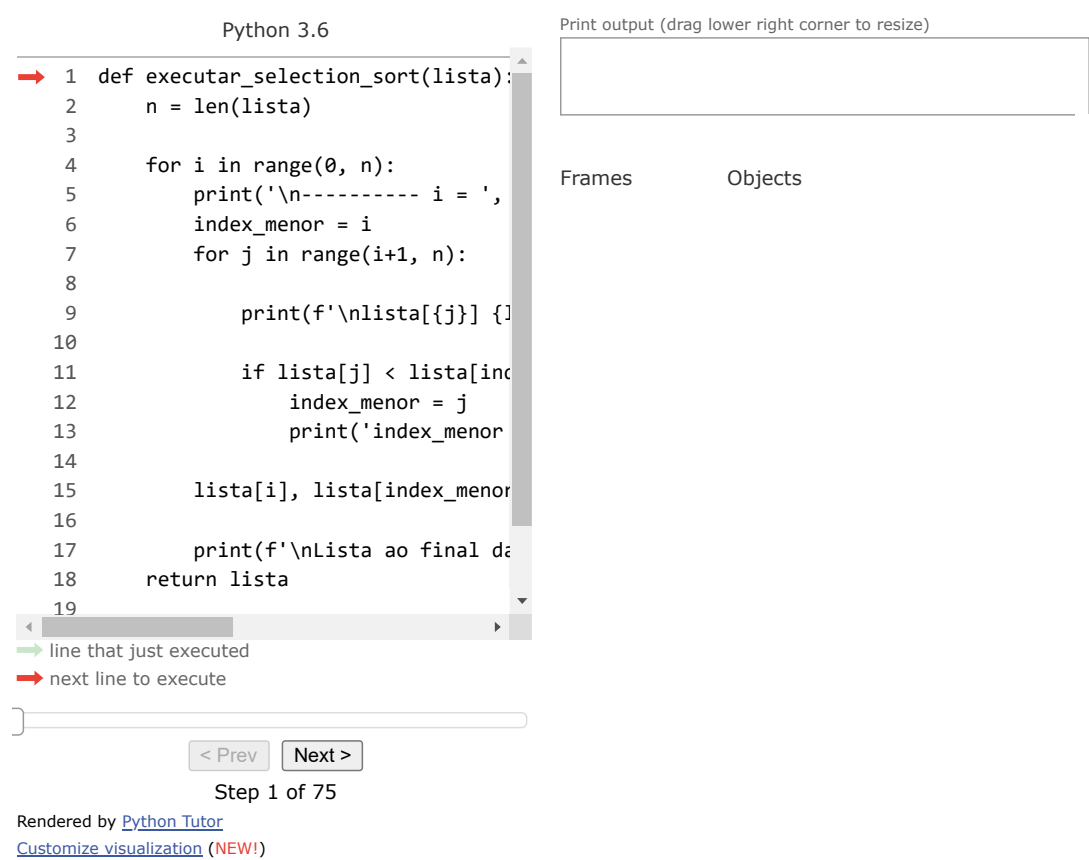 Python 3.6
1 def executar_selection_sort(lista):
2 n = len(lista)
3
4 for i in range(0, n):
5 print('\n---------- i = ',
6 index_menor = i
7 for j in range(i+1, n):
8
9 print(f'\nlista[{j}] {l
10
11 if lista[j] < lista[ind
12 index_menor = j
13 print('index_menor
14
15 lista[i], lista[index_menor
16
17 print(f'\nLista ao final da
18 return lista
19
line that just executed
next line to execute
< Prev Next >
Step 1 of 75
Rendered by Python Tutor
Customize visualization (NEW!)
Print output (drag lower right corner to resize)
Frames Objects